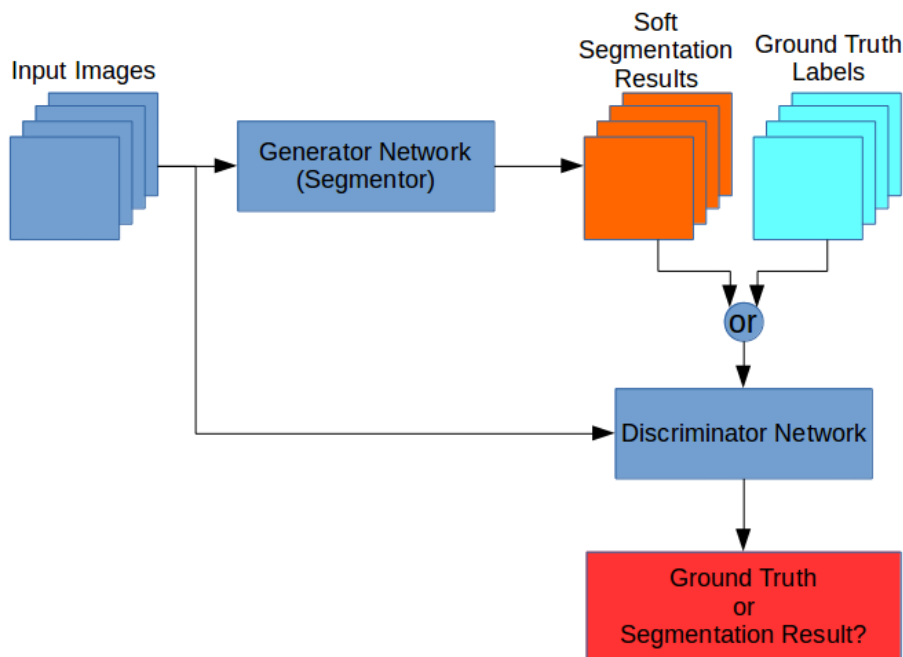 Input Images
Soft
Segmentation
Results
Ground Truth
Labels
Generator Network
(Segmentor)
or
Discriminator Network
Ground Truth
or
Segmentation Result?